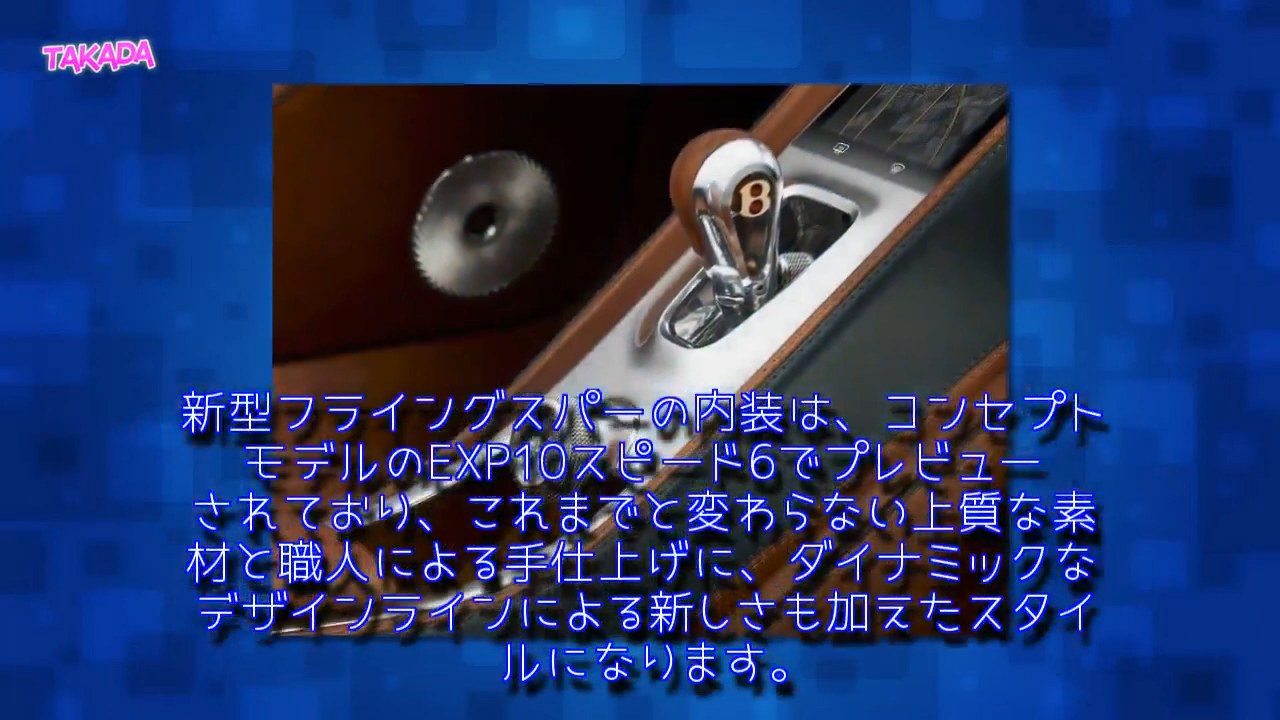 TAKADA
B
新型フライングスパーの内装は、コンセプト
モデルのEXP10スピード6でプレビュー
されており、これまでと変わらない上質な素
材と職人による手仕上げに、ダイナミックな
デザインラインによる新しさも加えたスタイ
ルになります。